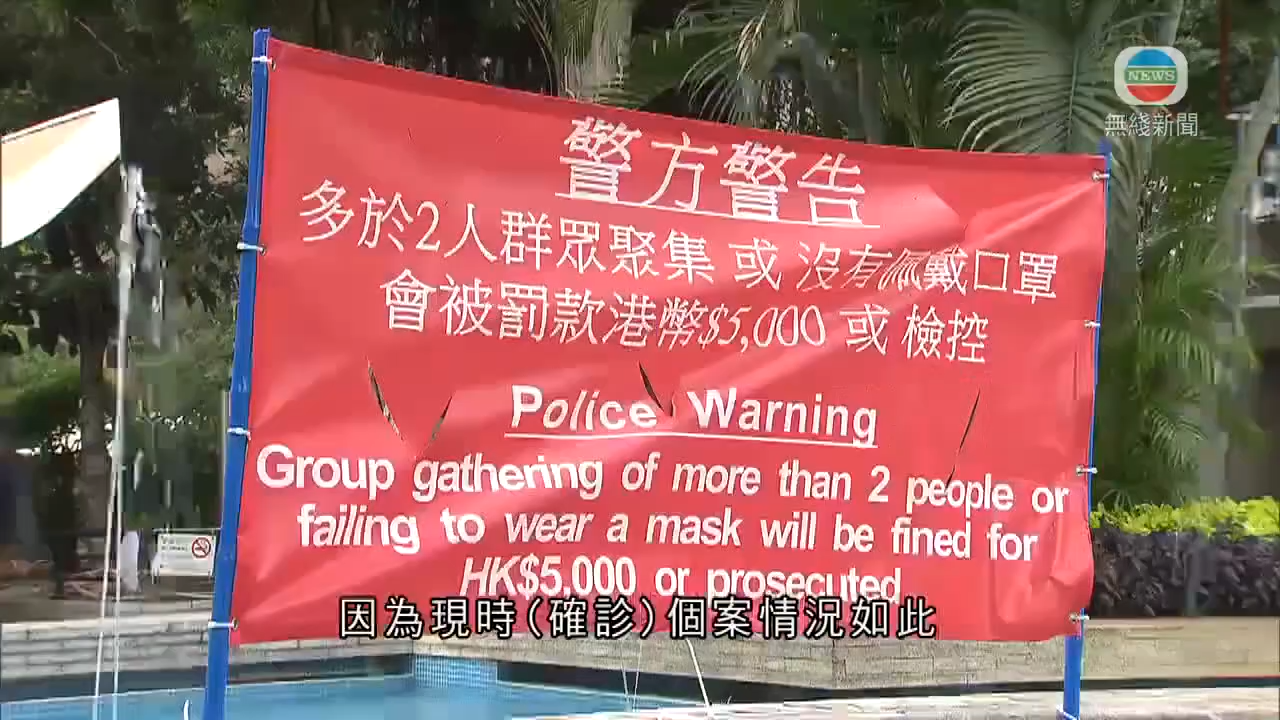 NEWS
無綫新聞
警方警告
多於2人群眾聚集 或 沒有佩戴口罩
會被罰款港幣$5,000 或 檢控
Police Warning
Group gathering of more than 2 people or
failing to wear a mask will be fined for
HK$5,000 or prosecuted
因為現時(確診)個案情況如此